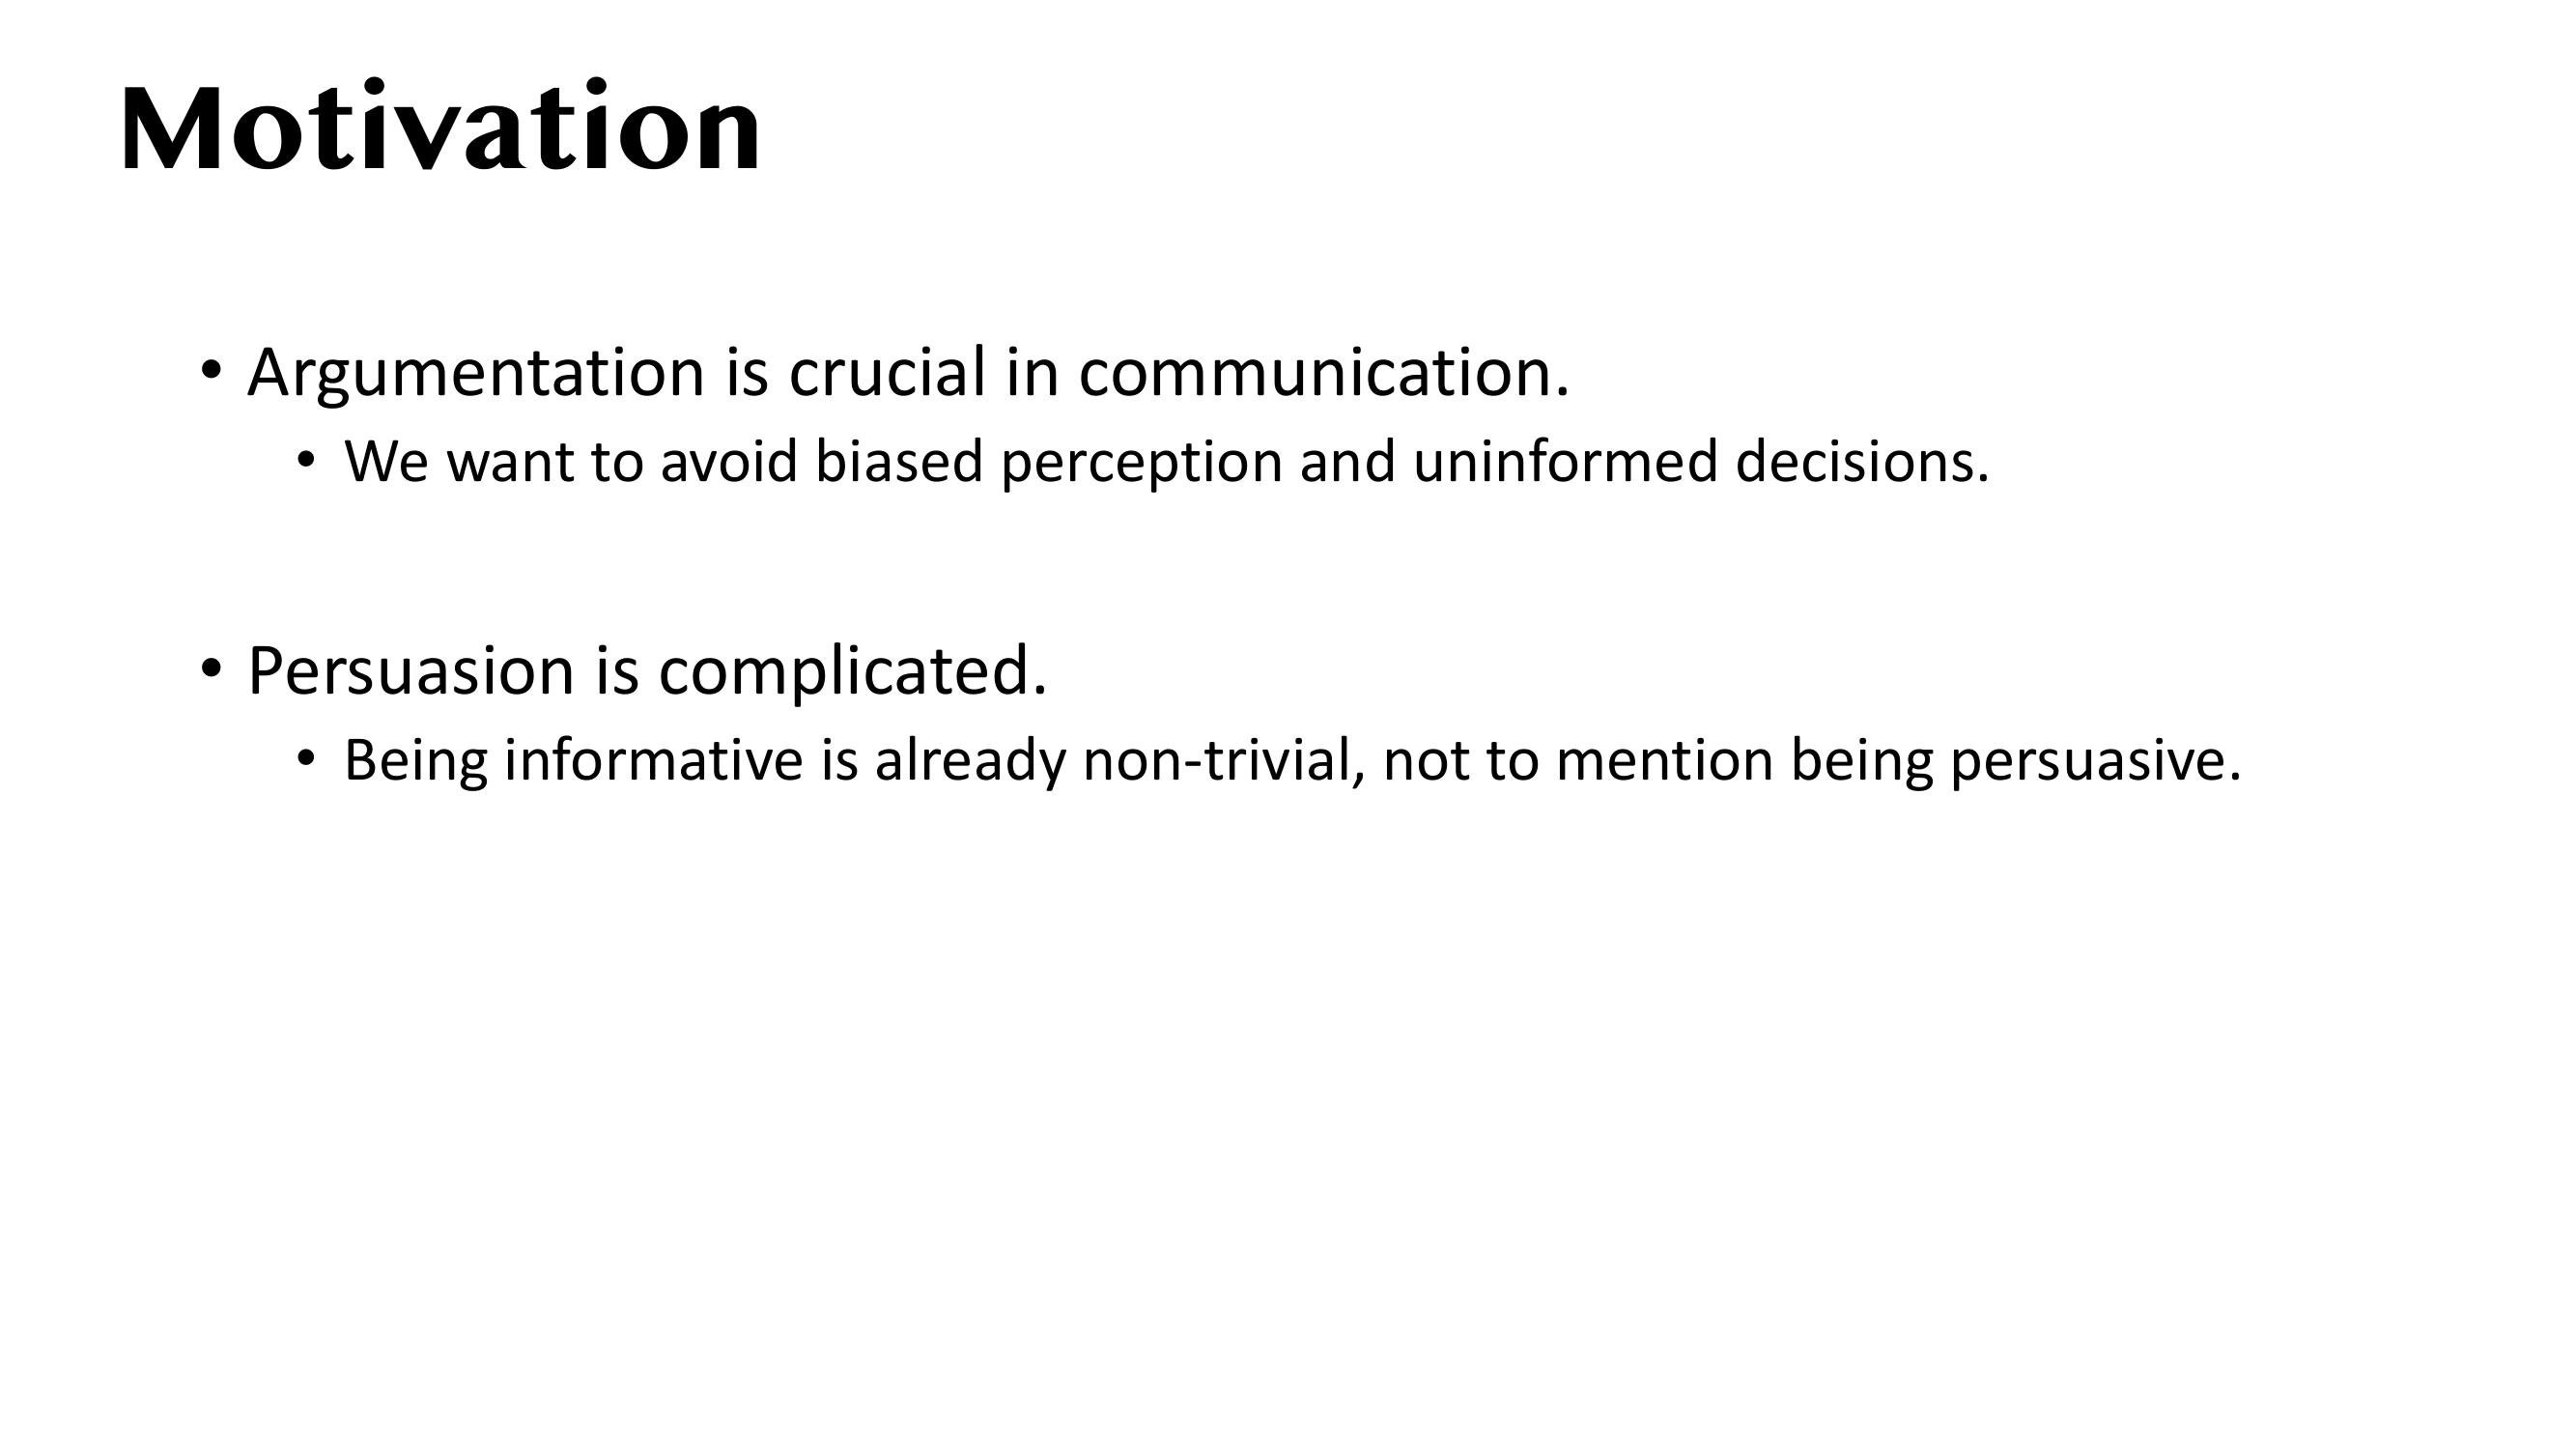 Motivation
• Argumentation is crucial in communication.
• We want to avoid biased perception and uninformed decisions.
• Persuasion is complicated.
• Being informative is already non-trivial, not to mention being persuasive.